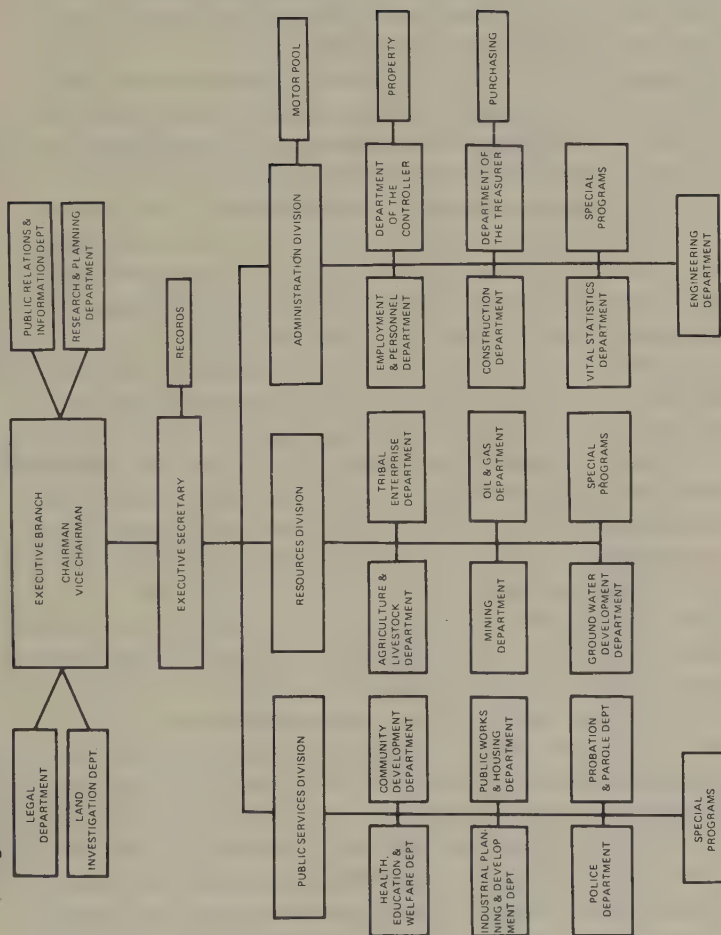 EXECUTIVE BRANCH
CHAIRMAN
VICE CHAIRMAN
LEGAL
DEPARTMENT
LAND
INVESTIGATION DEPT.
PUBLIC RELATIONS &
INFORMATION DEPT
RESEARCH & PLANNING
DEPARTMENT
EXECUTIVE SECRETARY
RECORDS
PUBLIC SERVICES DIVISION
HEALTH,
EDUCATION &
WELFARE DEPT
COMMUNITY
DEVELOPMENT
DEPARTMENT
INDUSTRIAL PLAN-
NING & DEVELOP
MENT DEPT
PUBLIC WORKS
& HOUSING
DEPARTMENT
POLICE
DEPARTMENT
PROBATION
& PAROLE DEPT
SPECIAL
PROGRAMS
RESOURCES DIVISION
AGRICULTURE &
LIVESTOCK
DEPARTMENT
TRIBAL
ENTERPRISE
DEPARTMENT
MINING
DEPARTMENT
OIL & GAS
DEPARTMENT
GROUND WATER
DEVELOPMENT
DEPARTMENT
SPECIAL
PROGRAMS
ADMINISTRATION DIVISION
MOTOR POOL
EMPLOYMENT
& PERSONNEL
DEPARTMENT
DEPARTMENT
OF THE
CONTROLLER
PROPERTY
CONSTRUCTION
DEPARTMENT
DEPARTMENT OF
THE TREASURER
PURCHASING
VITAL STATISTICS
DEPARTMENT
SPECIAL
PROGRAMS
ENGINEERING
DEPARTMENT